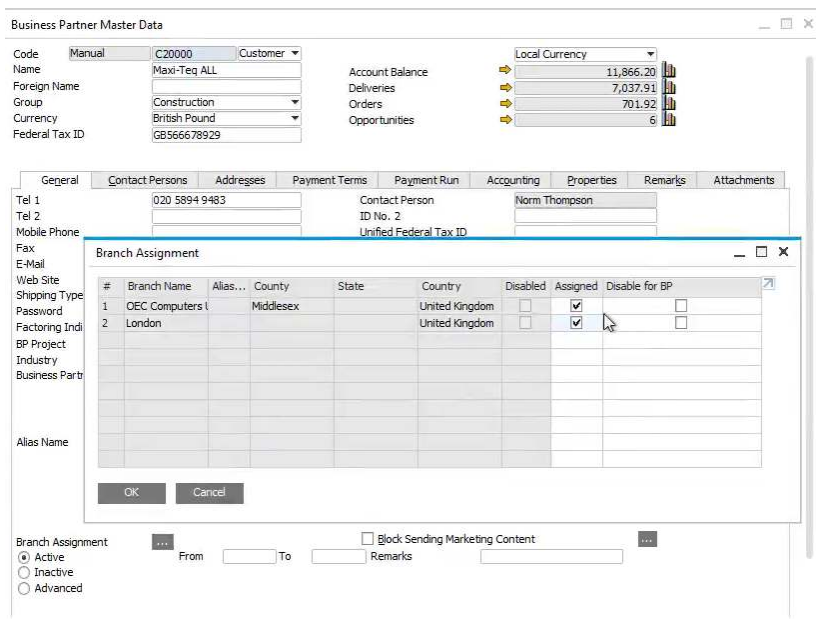 Business Partner Master Data
Code Manual C20000 Customer Local Currency
Name Maxi-Teq ALL Account Balance 11,866.20
Foreign Name Deliveries 7,037.91
Group Construction Orders 701.92
Currency British Pound Opportunities 6
Federal Tax ID GB566678929
General Contact Persons Addresses Payment Terms Payment Run Accounting Properties Remarks Attachments
Tel 1 020 5894 9483 Contact Person Norm Thompson
Tel 2 ID No. 2
Mobile Phone Unified Federal Tax ID
Fax
E-Mail
Web Site
Shipping Type
Password
Factoring Indi
BP Project
Industry
Business Partn
Alias Name
Branch Assignment
# Branch Name Alias... County State Country Disabled Assigned Disable for BP
1 OEC Computers U Middlesex United Kingdom
2 London United Kingdom
OK Cancel
Branch Assignment ... Block Sending Marketing Content ...
Active From To Remarks
Inactive
Advanced